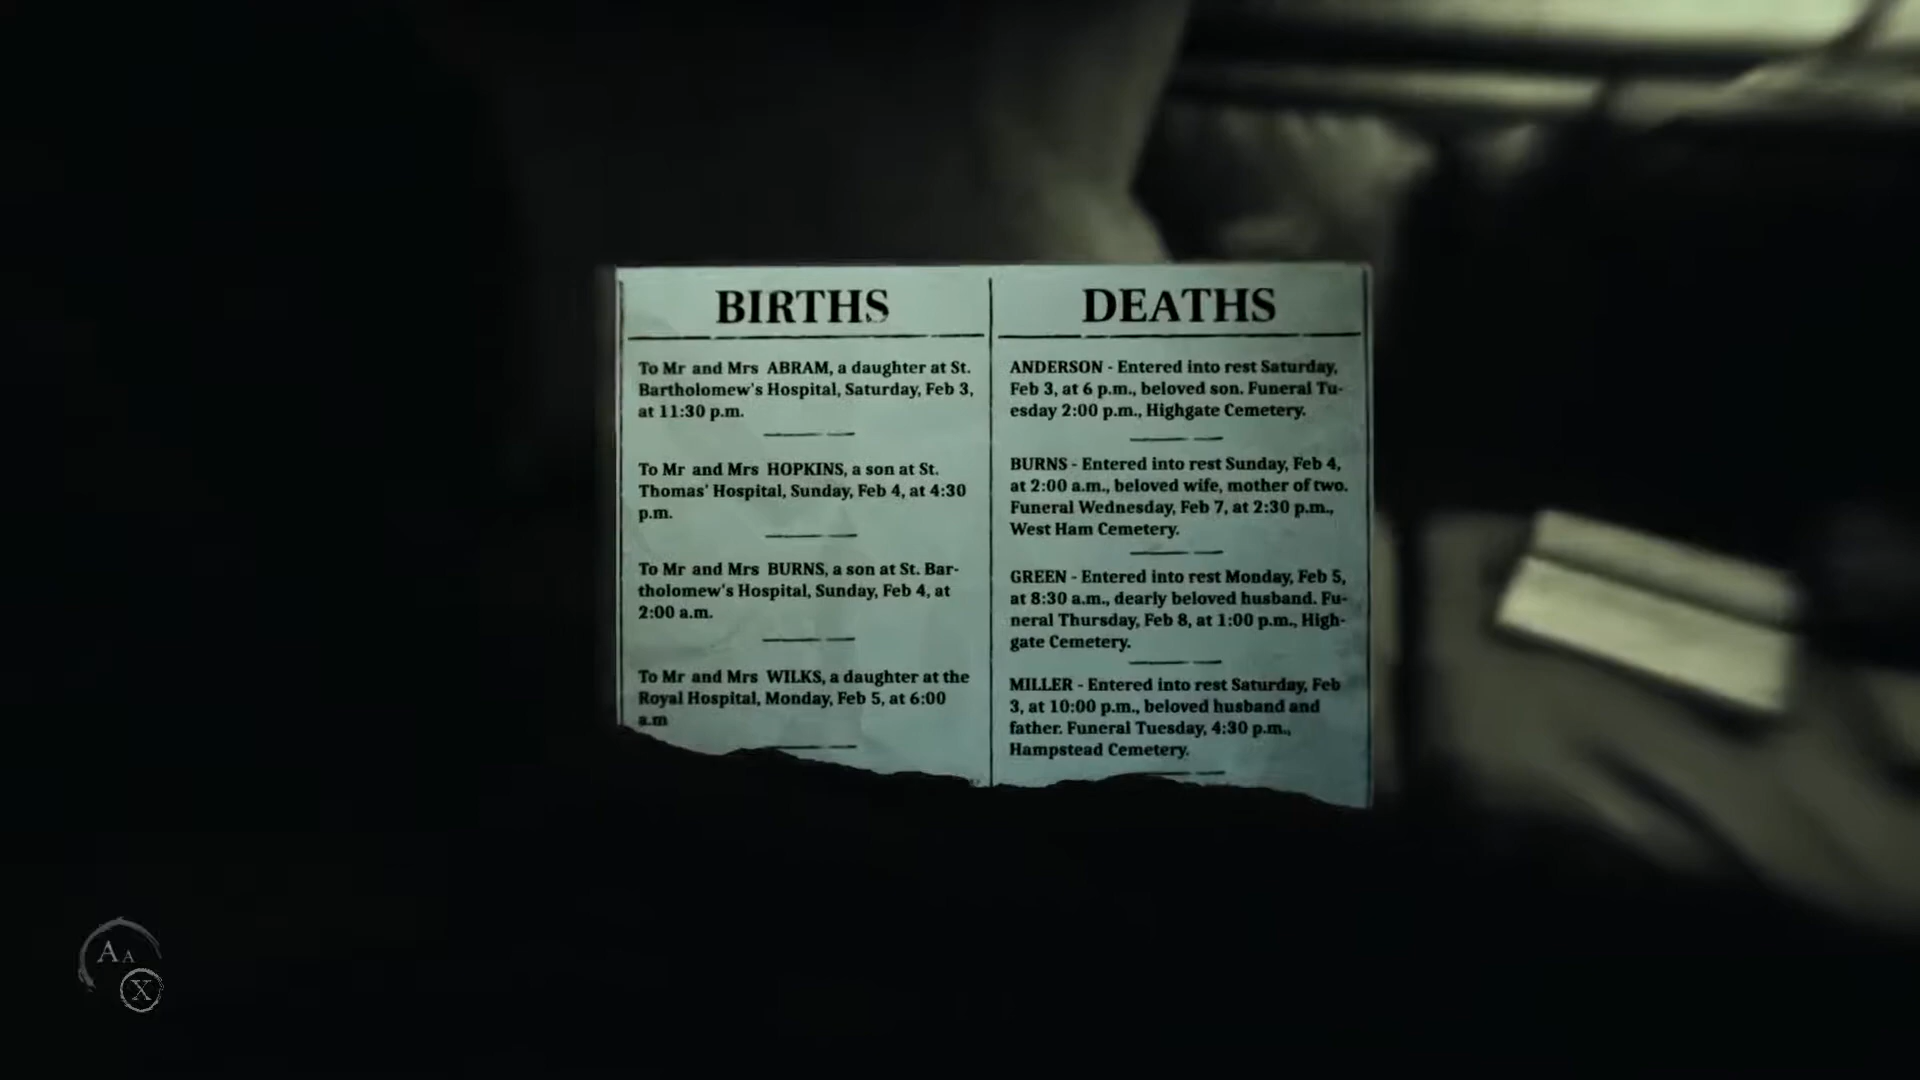 BIRTHS
To Mr and Mrs ABRAM, a daughter at St.
Bartholomew's Hospital, Saturday, Feb 3,
at 11:30 p.m.
To Mr and Mrs HOPKINS, a son at St.
Thomas' Hospital, Sunday, Feb 4, at 4:30
p.m.
To Mr and Mrs BURNS, a son at St. Bar-
tholomew's Hospital, Sunday, Feb 4, at
2:00 a.m.
To Mr and Mrs WILKS, a daughter at the
Royal Hospital, Monday, Feb 5, at 6:00
a.m
DEATHS
ANDERSON - Entered into rest Saturday,
Feb 3, at 6 p.m., beloved son. Funeral Tu-
esday 2:00 p.m., Highgate Cemetery.
BURNS - Entered into rest Sunday, Feb 4,
at 2:00 a.m., beloved wife, mother of two.
Funeral Wednesday, Feb 7, at 2:30 p.m.,
West Ham Cemetery.
GREEN - Entered into rest Monday, Feb 5,
at 8:30 a.m., dearly beloved husband. Fu-
neral Thursday, Feb 8, at 1:00 p.m., High-
gate Cemetery.
MILLER - Entered into rest Saturday, Feb
3, at 10:00 p.m., beloved husband and
father. Funeral Tuesday, 4:30 p.m.,
Hampstead Cemetery.
A A
X